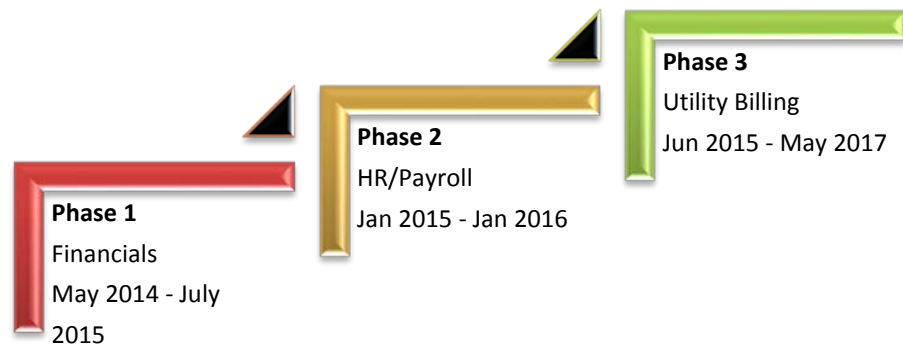 Phase 1
Financials
May 2014 - July
2015
Phase 2
HR/Payroll
Jan 2015 - Jan 2016
Phase 3
Utility Billing
Jun 2015 - May 2017